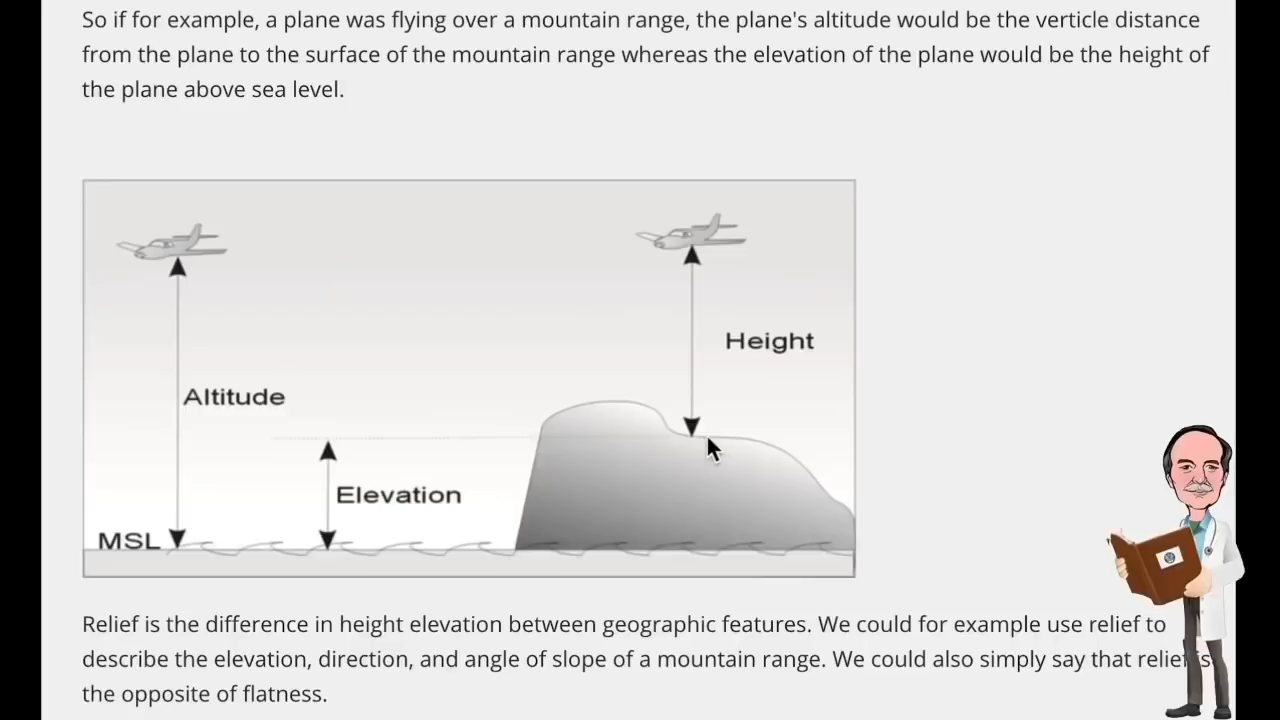 So if for example, a plane was flying over a mountain range, the plane's altitude would be the verticle distance
from the plane to the surface of the mountain range whereas the elevation of the plane would be the height of
the plane above sea level.
Height
Altitude
Elevation
MSL
Relief is the difference in height elevation between geographic features. We could for example use relief to
describe the elevation, direction, and angle of slope of a mountain range. We could also simply say that relief is
the opposite of flatness.